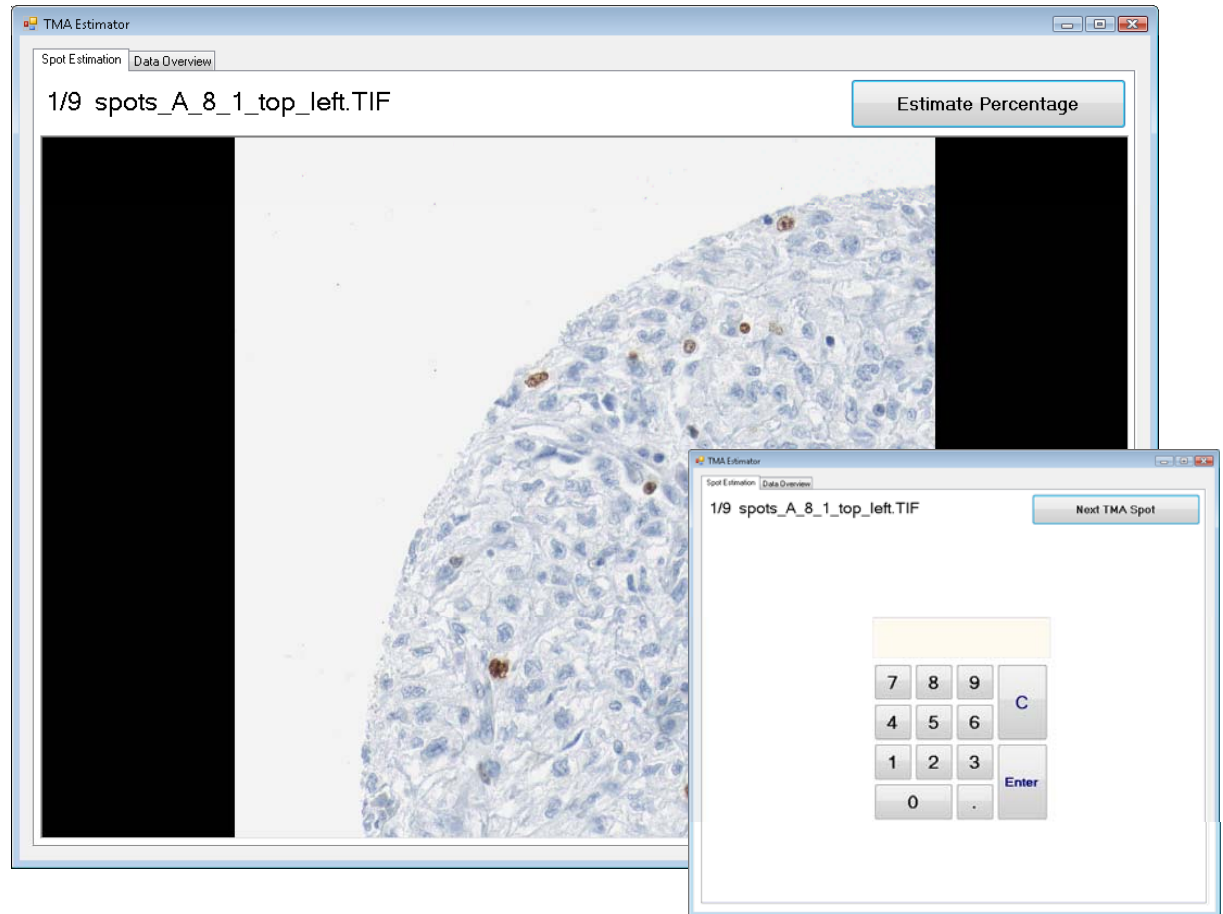 TMA Estimator
Spot Estimation Data Overview
1/9 spots_A_8_1_top_left.TIF Estimate Percentage
TMA Estimator
Spot Estimation Data Overview
1/9 spots_A_8_1_top_left.TIF Next TMA Spot
7 8 9 C
4 5 6
1 2 3 Enter
0 .